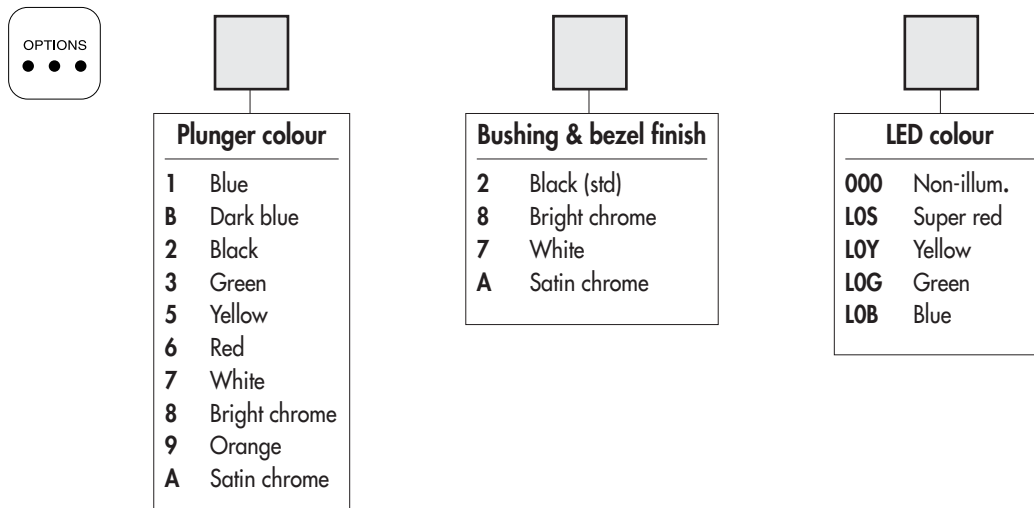 OPTIONS
Plunger colour
1 Blue
B Dark blue
2 Black
3 Green
5 Yellow
6 Red
7 White
8 Bright chrome
9 Orange
A Satin chrome
Bushing & bezel finish
2 Black (std)
8 Bright chrome
7 White
A Satin chrome
LED colour
000 Non-illum.
L0S Super red
L0Y Yellow
L0G Green
L0B Blue